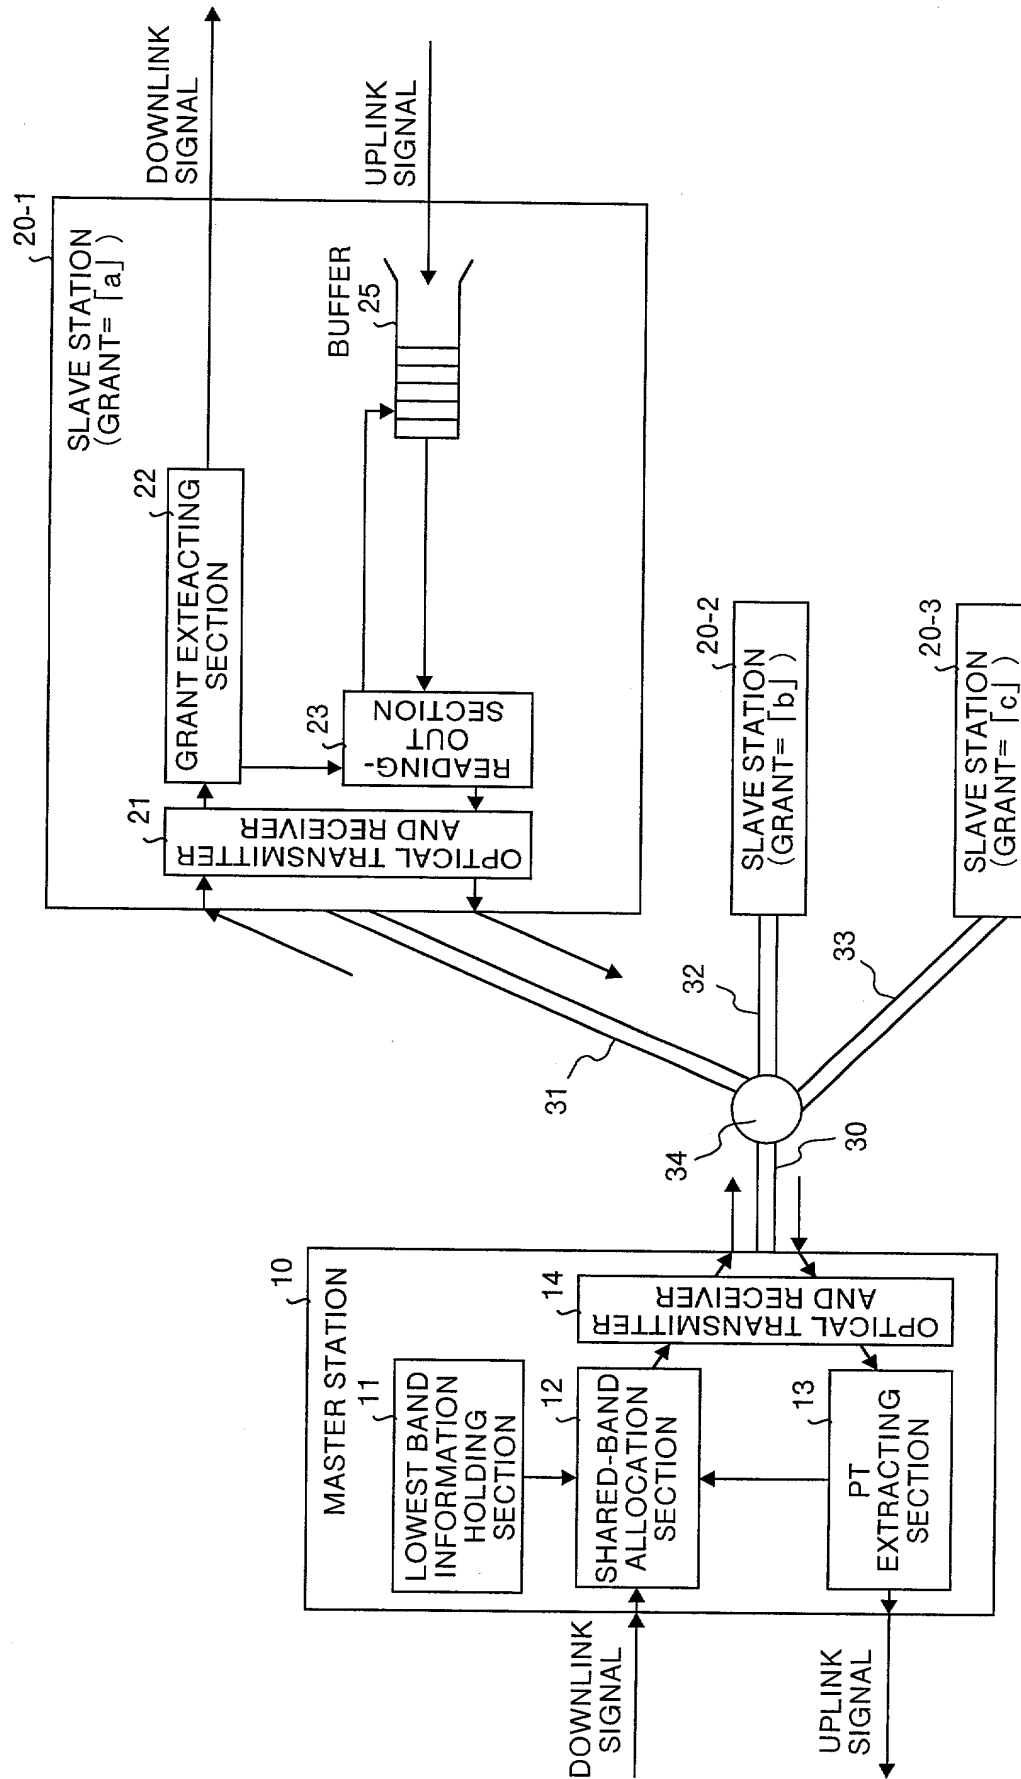 10
MASTER STATION
11
LOWEST BAND
INFORMATION
HOLDING
SECTION
12
SHARED-BAND
ALLOCATION
SECTION
13
PT
EXTRACTING
SECTION
14
OPTICAL TRANSMITTER
AND RECEIVER
DOWNLINK
SIGNAL
UPLINK
SIGNAL
30
34
31
32
33
20-1
SLAVE STATION
(GRANT=「a」)
21
OPTICAL TRANSMITTER
AND RECEIVER
22
GRANT EXTEACTING
SECTION
23
READING-
OUT
SECTION
BUFFER
25
DOWNLINK
SIGNAL
UPLINK
SIGNAL
20-2
SLAVE STATION
(GRANT=「b」)
20-3
SLAVE STATION
(GRANT=「c」)